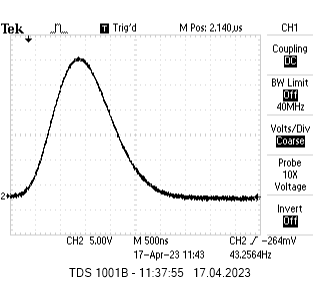 Tek T Trig'd M Pos: 2.140µs CH1
Coupling
DC
BW Limit
Off
40MHz
Volts/Div
Coarse
Probe
10X
Voltage
2
Invert
Off
CH2 5.00V M 500ns CH2 -264mV
17-Apr-23 11:43 43.2564Hz
TDS 1001B - 11:37:55 17.04.2023